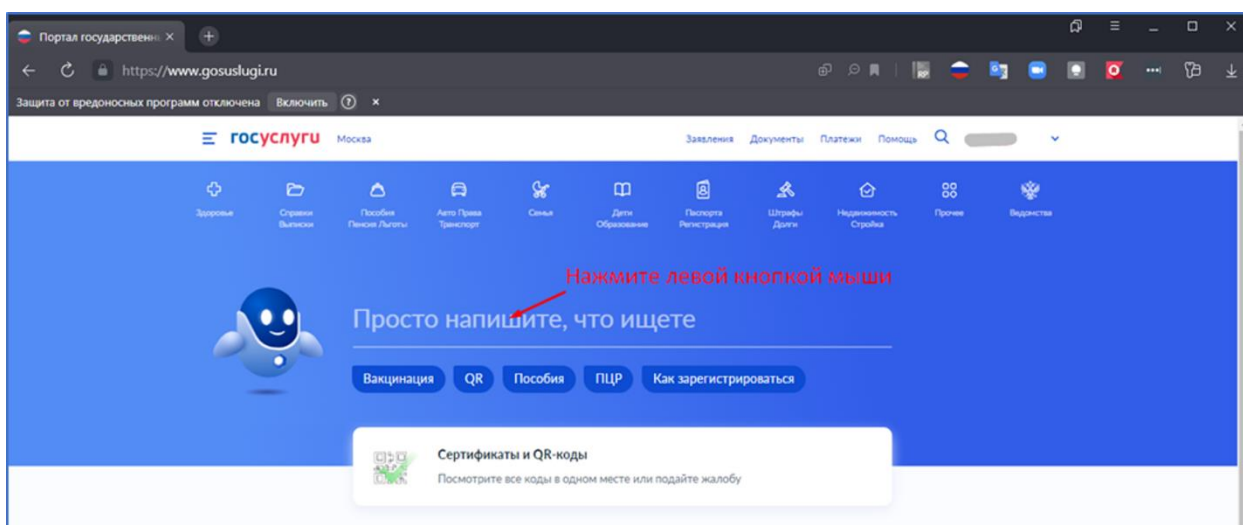 Портал государственнь
https://www.gosuslugi.ru
Защита от вредоносных программ отключена Включить
госуслуги Москва Заявления Документы Платежи Помощь
Здоровье
Справки
Выписки
Пособия
Пенсия Льготы
Авто Права
Транспорт
Семья
Дети
Образование
Паспорта
Регистрация
Штрафы
Долги
Недвижимость
Стройка
Прочее
Ведомства
Нажмите левой кнопкой мыши
Просто напишите, что ищете
Вакцинация QR Пособия ПЦР Как зарегистрироваться
Сертификаты и QR-коды
Посмотрите все коды в одном месте или подайте жалобу